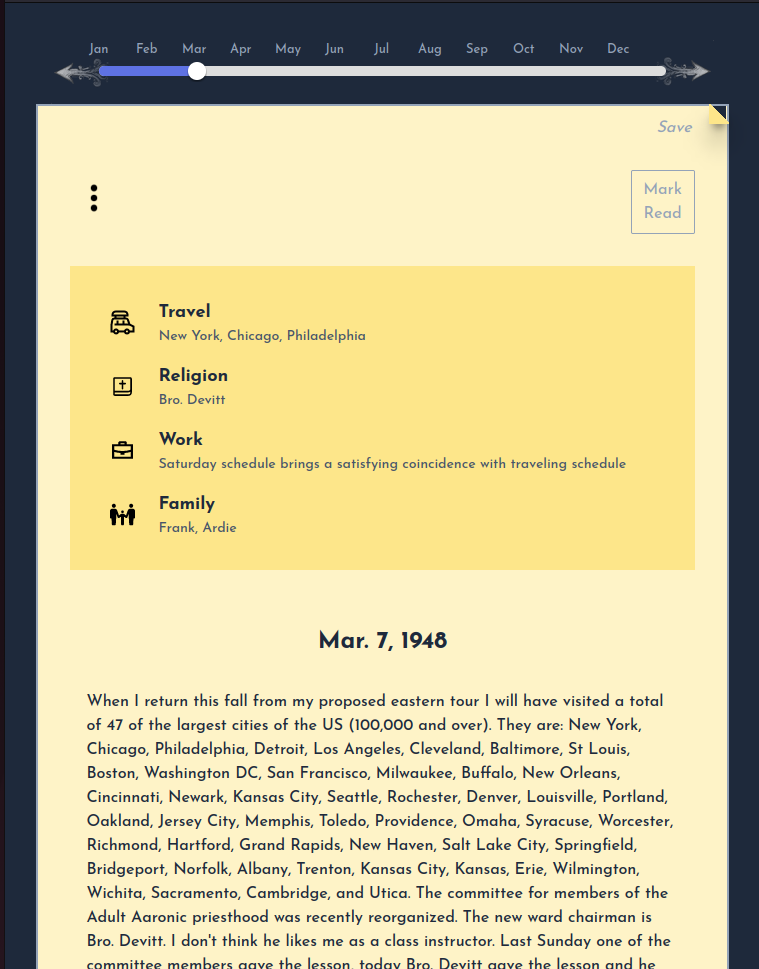 Jan Feb Mar Apr May Jun Jul Aug Sep Oct Nov Dec
Save
Mark
Read
Travel
New York, Chicago, Philadelphia
Religion
Bro. Devitt
Work
Saturday schedule brings a satisfying coincidence with traveling schedule
Family
Frank, Ardie
Mar. 7, 1948
When I return this fall from my proposed eastern tour I will have visited a total
of 47 of the largest cities of the US (100,000 and over). They are: New York,
Chicago, Philadelphia, Detroit, Los Angeles, Cleveland, Baltimore, St Louis,
Boston, Washington DC, San Francisco, Milwaukee, Buffalo, New Orleans,
Cincinnati, Newark, Kansas City, Seattle, Rochester, Denver, Louisville, Portland,
Oakland, Jersey City, Memphis, Toledo, Providence, Omaha, Syracuse, Worcester,
Richmond, Hartford, Grand Rapids, New Haven, Salt Lake City, Springfield,
Bridgeport, Norfolk, Albany, Trenton, Kansas City, Kansas, Erie, Wilmington,
Wichita, Sacramento, Cambridge, and Utica. The committee for members of the
Adult Aaronic priesthood was recently reorganized. The new ward chairman is
Bro. Devitt. I don't think he likes me as a class instructor. Last Sunday one of the
committee members gave the lesson, today Bro. Devitt gave the lesson and he